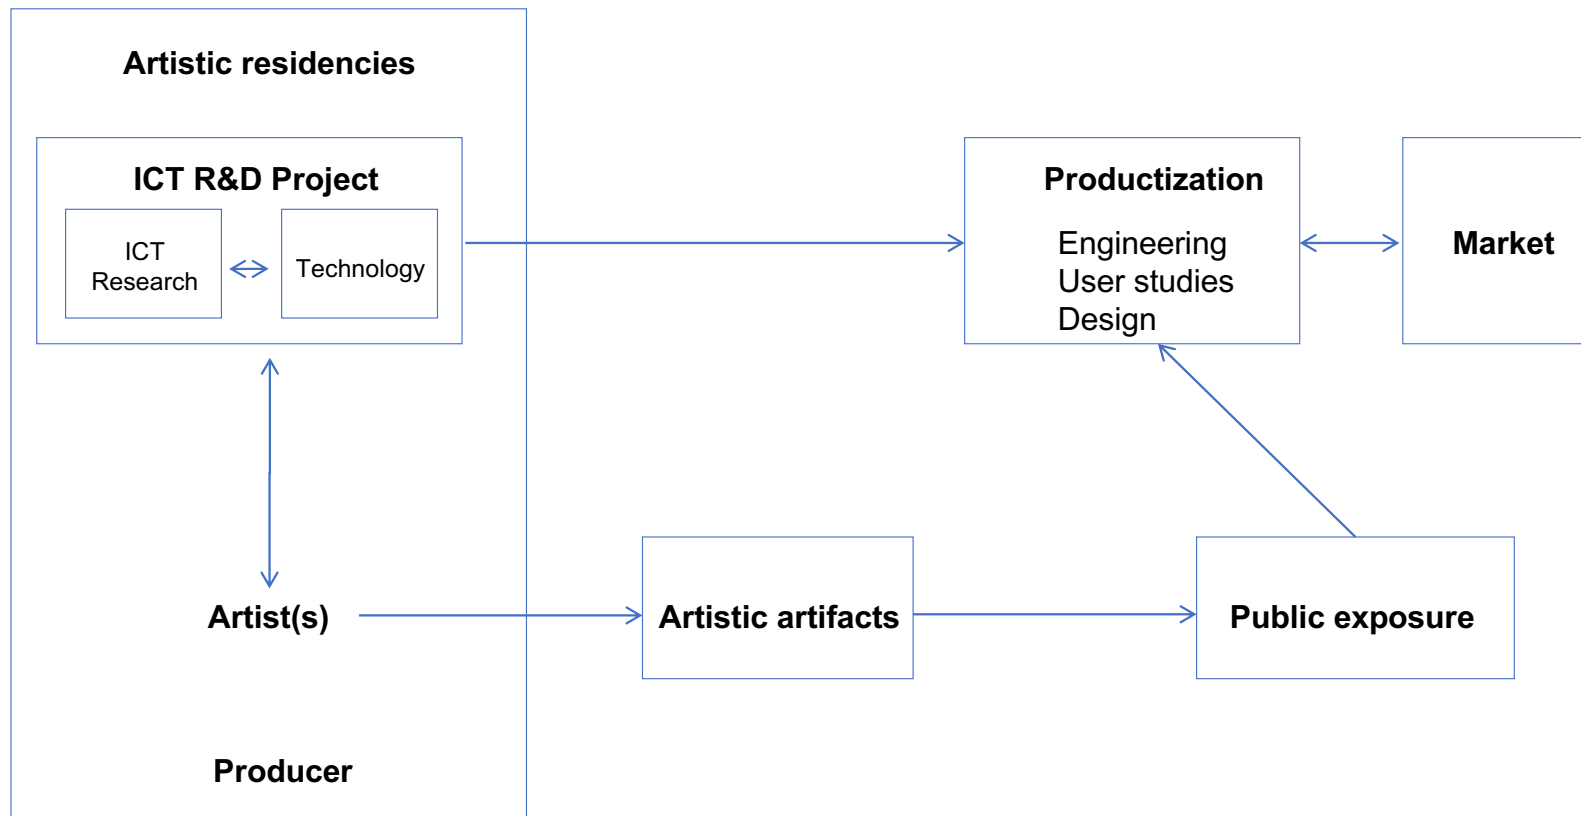 Artistic residencies
ICT R&D Project
ICT
Research
Technology
Productization
Engineering
User studies
Design
Market
Artist(s)
Artistic artifacts
Public exposure
Producer